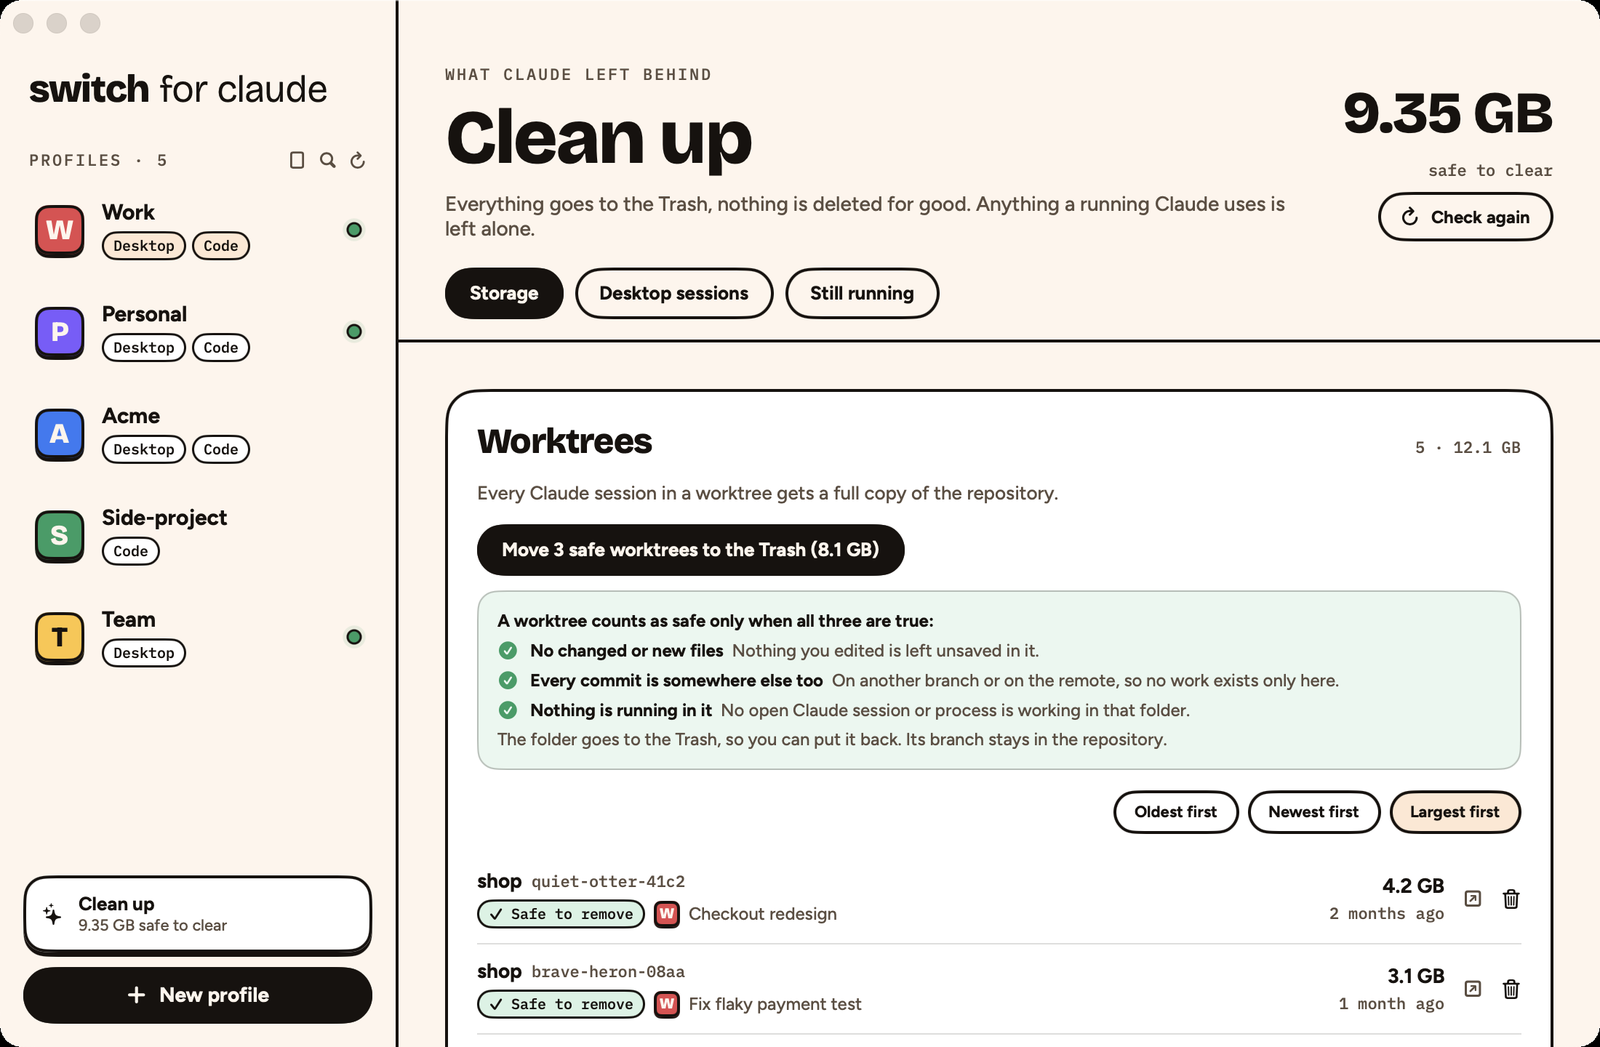 switch for claude
PROFILES · 5
W
Work
Desktop
Code
P
Personal
Desktop
Code
A
Acme
Desktop
Code
S
Side-project
Code
T
Team
Desktop
Clean up
9.35 GB safe to clear
+ New profile
WHAT CLAUDE LEFT BEHIND
Clean up
Everything goes to the Trash, nothing is deleted for good. Anything a running Claude uses is
left alone.
9.35 GB
safe to clear
Check again
Storage
Desktop sessions
Still running
Worktrees
5 · 12.1 GB
Every Claude session in a worktree gets a full copy of the repository.
Move 3 safe worktrees to the Trash (8.1 GB)
A worktree counts as safe only when all three are true:
No changed or new files Nothing you edited is left unsaved in it.
Every commit is somewhere else too On another branch or on the remote, so no work exists only here.
Nothing is running in it No open Claude session or process is working in that folder.
The folder goes to the Trash, so you can put it back. Its branch stays in the repository.
Oldest first
Newest first
Largest first
shop quiet-otter-41c2
4.2 GB
✓ Safe to remove
W
Checkout redesign
2 months ago
shop brave-heron-08aa
3.1 GB
✓ Safe to remove
W
Fix flaky payment test
1 month ago